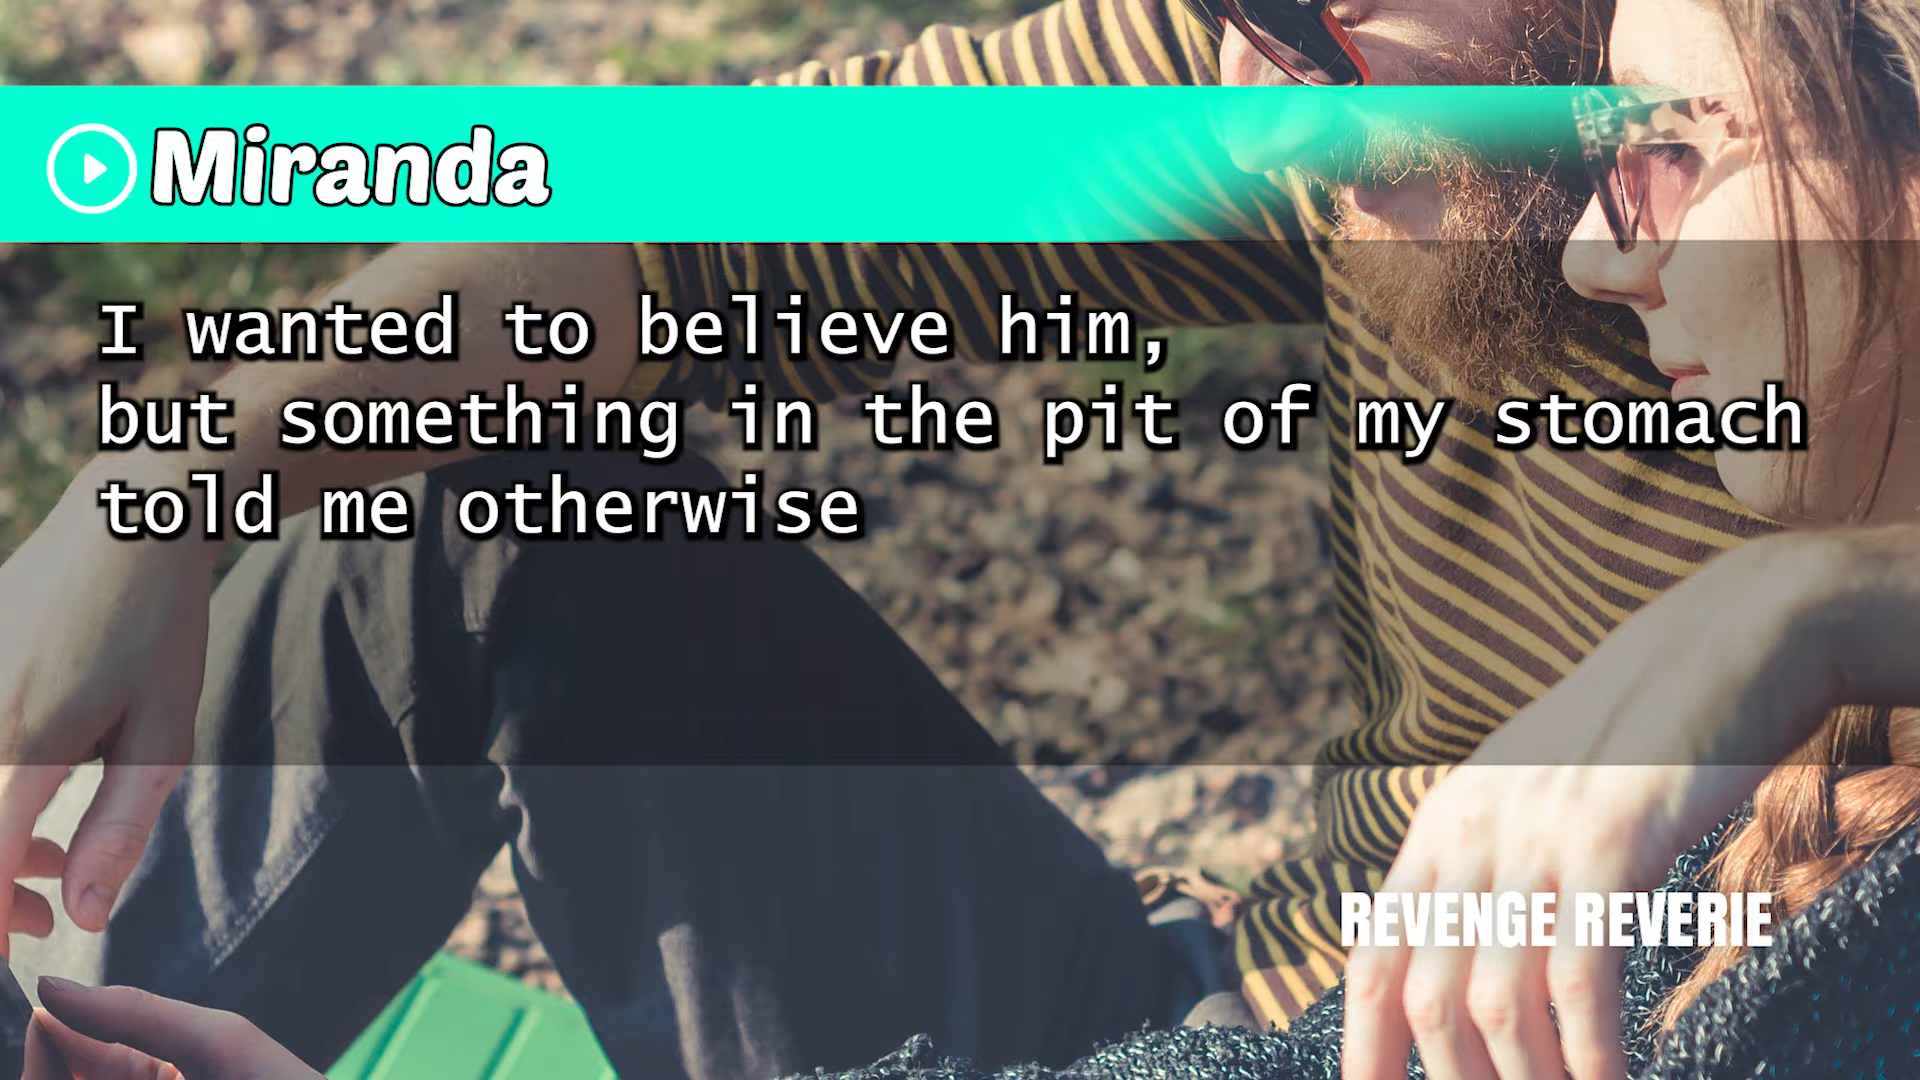 Miranda
I wanted to believe him,
but something in the pit of my stomach
told me otherwise
REVENGE REVERIE